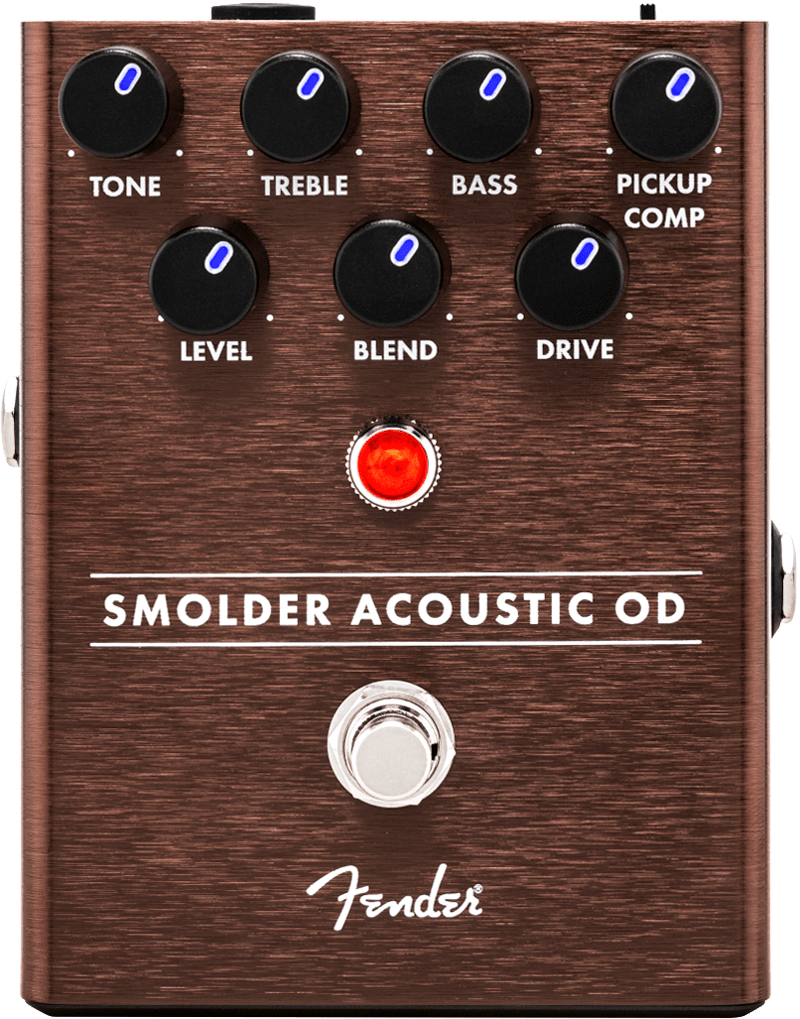 TONE TREBLE BASS PICKUP
COMP
LEVEL BLEND DRIVE
SMOLDER ACOUSTIC OD
Fender®